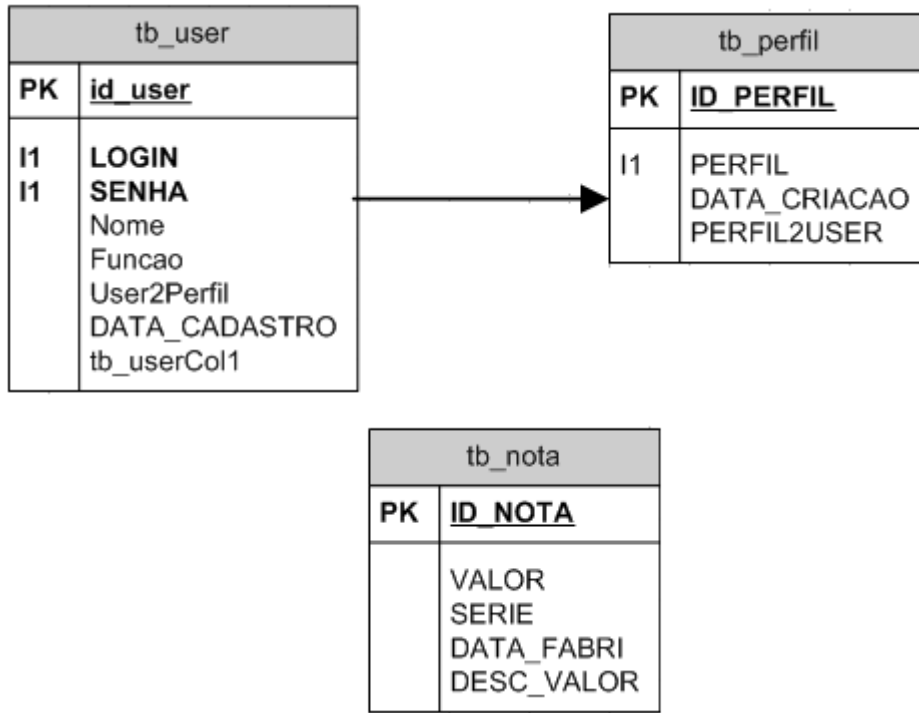 tb_user
PK id_user
I1 LOGIN
I1 SENHA
Nome
Funcao
User2Perfil
DATA_CADASTRO
tb_userCol1
tb_perfil
PK ID_PERFIL
I1 PERFIL
DATA_CRIACAO
PERFIL2USER
tb_nota
PK ID_NOTA
VALOR
SERIE
DATA_FABRI
DESC_VALOR